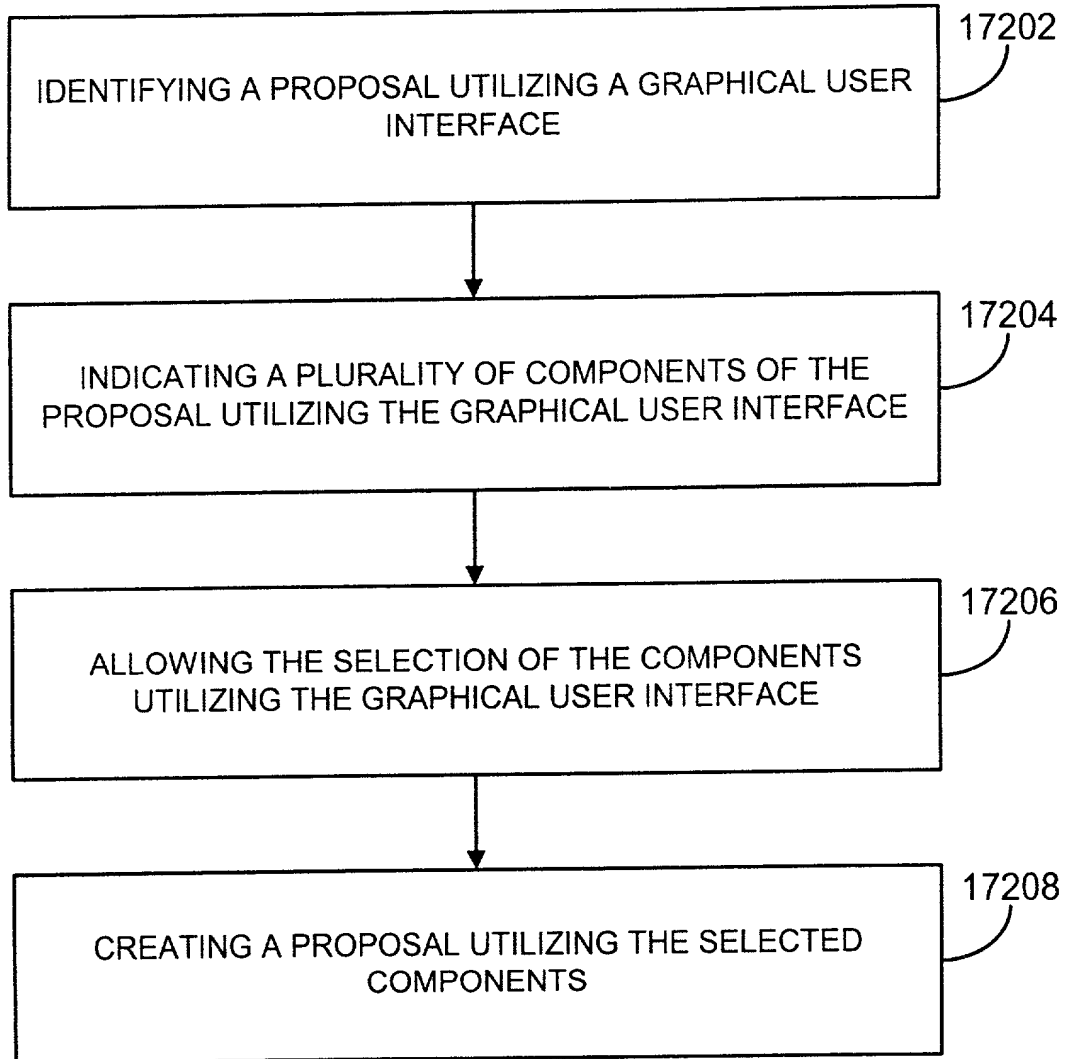 17202
IDENTIFYING A PROPOSAL UTILIZING A GRAPHICAL USER
INTERFACE
17204
INDICATING A PLURALITY OF COMPONENTS OF THE
PROPOSAL UTILIZING THE GRAPHICAL USER INTERFACE
17206
ALLOWING THE SELECTION OF THE COMPONENTS
UTILIZING THE GRAPHICAL USER INTERFACE
17208
CREATING A PROPOSAL UTILIZING THE SELECTED
COMPONENTS